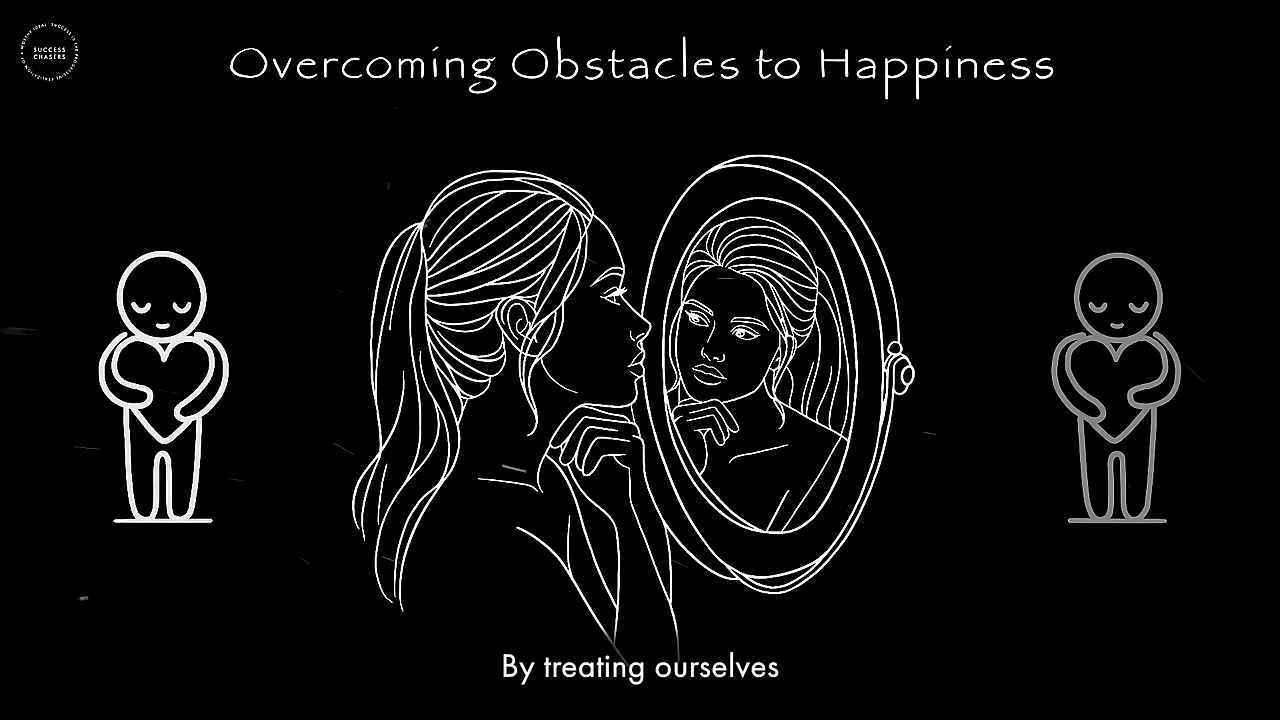 SUCCESS
CHASERS
Overcoming Obstacles to Happiness
By treating ourselves